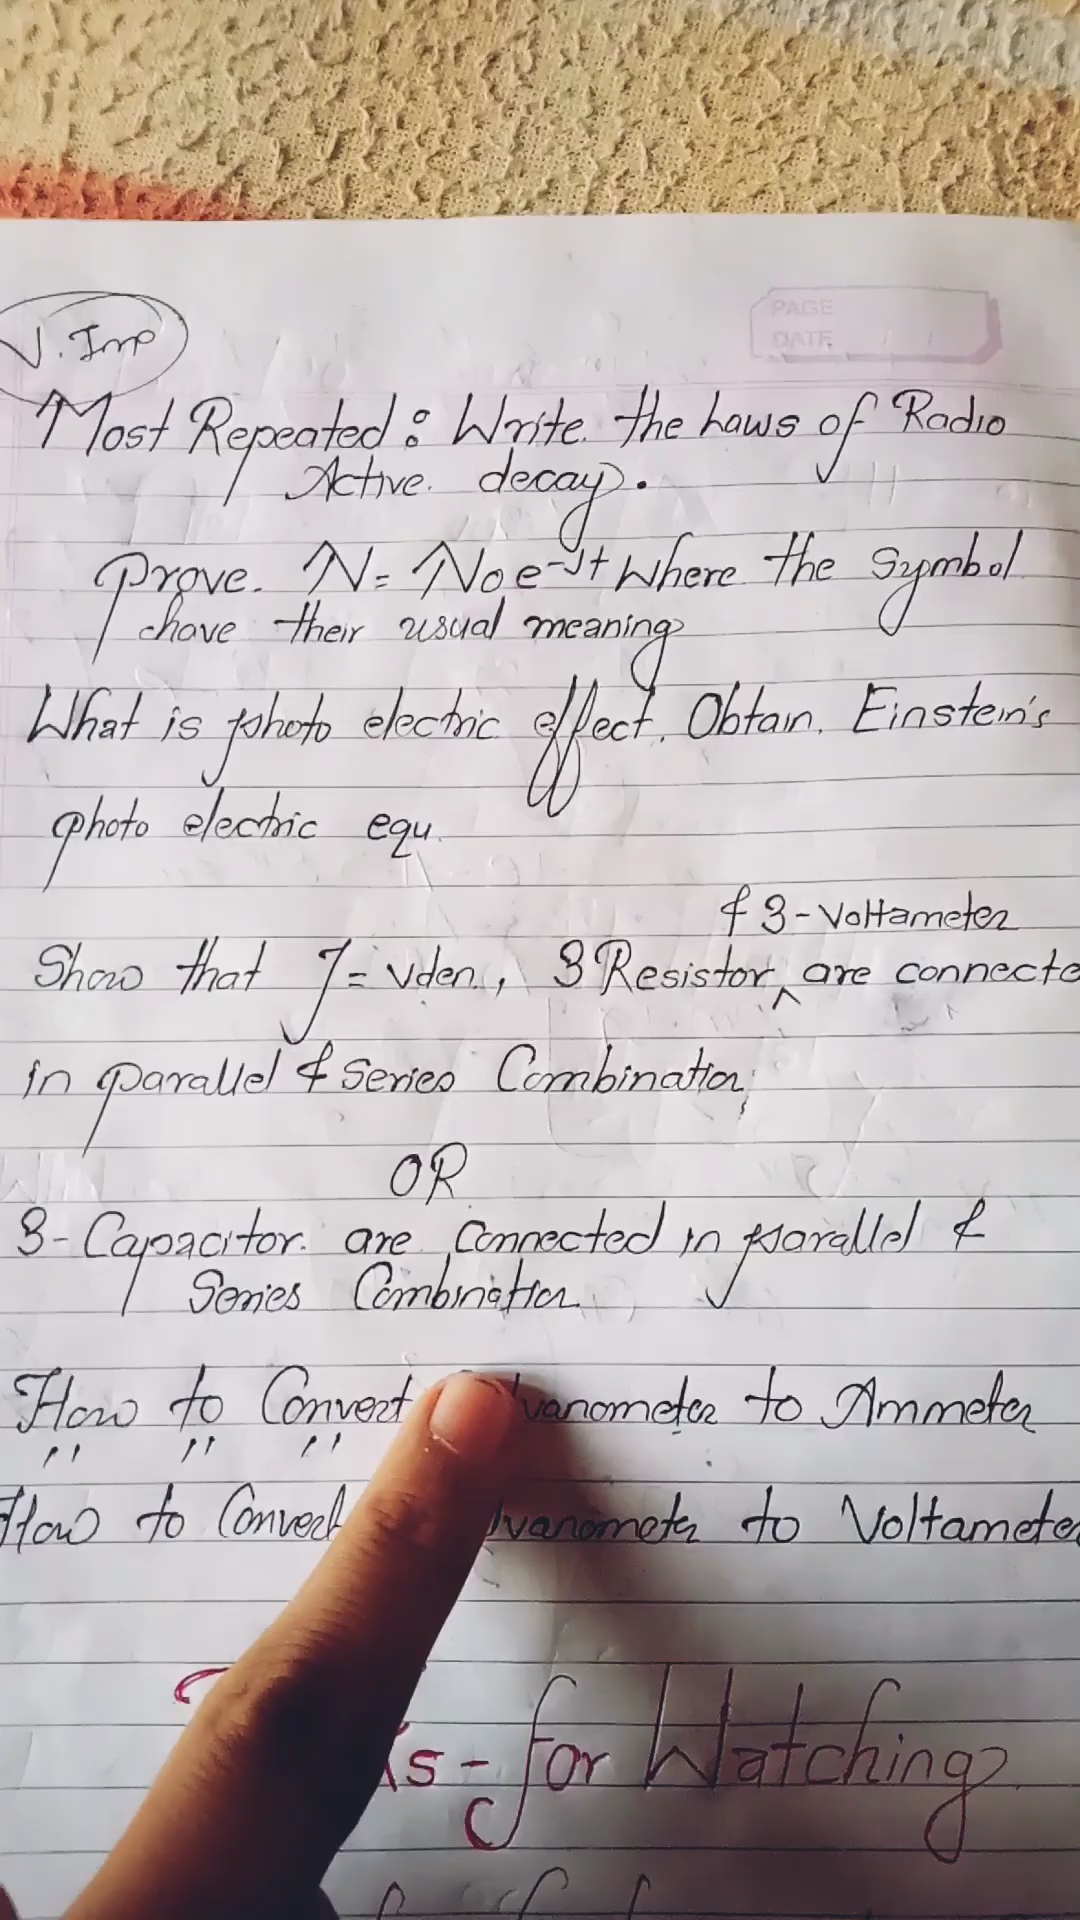 PAGE
DATE
V. Imp
Most Repeated: Write the Laws of Radio
Active decay.
Prove. N = Noe-λt Where the Symbol
have their usual meaning
What is photo electric effect. Obtain. Einstein's
photo electric equ.
& 3-Voltameter
Show that J = Vden, 3 Resistor ^ are connecte
in parallel & Series Combination,
OR
3-Capacitor. are Connected in parallel &
Series Combination
How to Convert vanometer to Ammeter
" " "
How to Convert vanometer to Voltameter
ks - for Watching